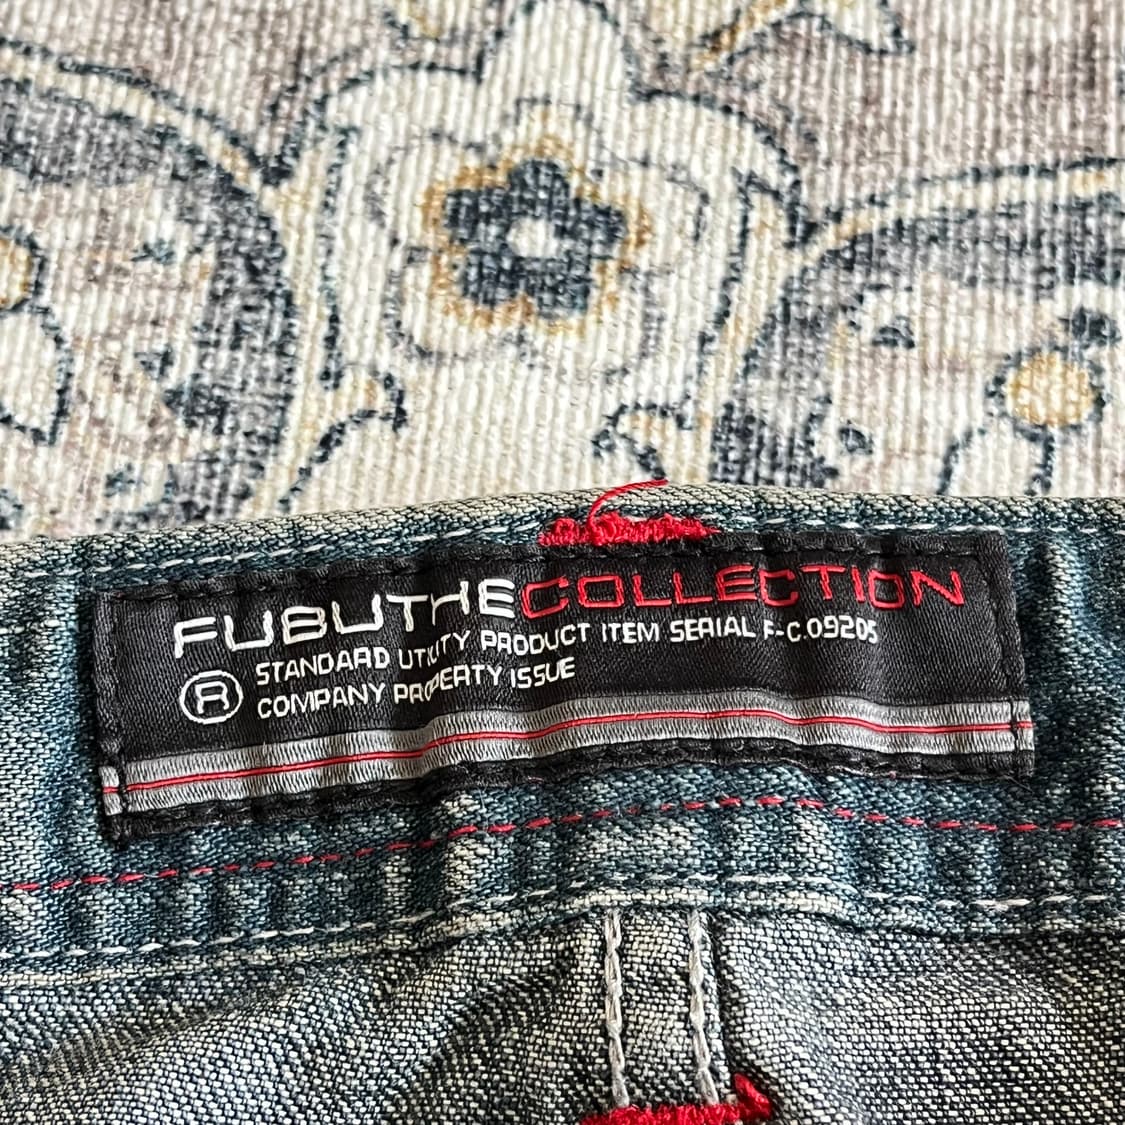 FUBUTHECOLLECTION
STANDARD UTILITY PRODUCT ITEM SERIAL F-C.09205
® COMPANY PROPERTY ISSUE